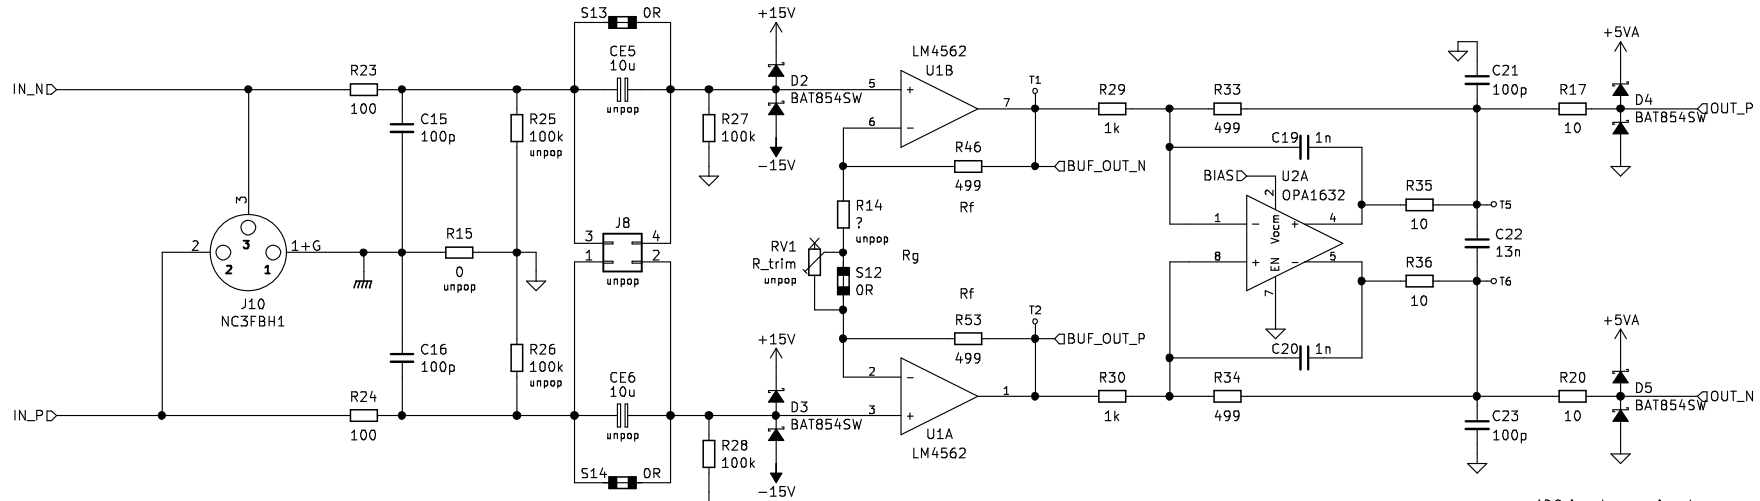 S13 0R
+15V
CE5
10u
unpop
IN_N
R23
100
C15
100p
R25
100k
unpop
R27
100k
D2
BAT854SW
-15V
LM4562
U1B
5
6
7
+
-
T1
R46
499
Rf
BUF_OUT_N
R29
1k
R33
499
C21
100p
R17
10
+5VA
D4
BAT854SW
OUT_P
C19 1n
BIAS
U2A
OPA1632
2
1
8
4
5
7
Vocm
EN
-
+
+
-
R35
10
T5
C22
13n
R36
10
T6
C20 1n
3
2
1+G
3
2
1
J10
NC3FBH1
R15
0
unpop
J8
3
4
1
2
unpop
R14
?
unpop
RV1
R_trim
unpop
S12
0R
Rg
Rf
R53
499
T2
BUF_OUT_P
C16
100p
R26
100k
unpop
CE6
10u
unpop
+15V
D3
BAT854SW
-15V
2
3
1
-
+
U1A
LM4562
R30
1k
R34
499
+5VA
R20
10
D5
BAT854SW
OUT_N
C23
100p
IN_P
R24
100
R28
100k
S14 0R